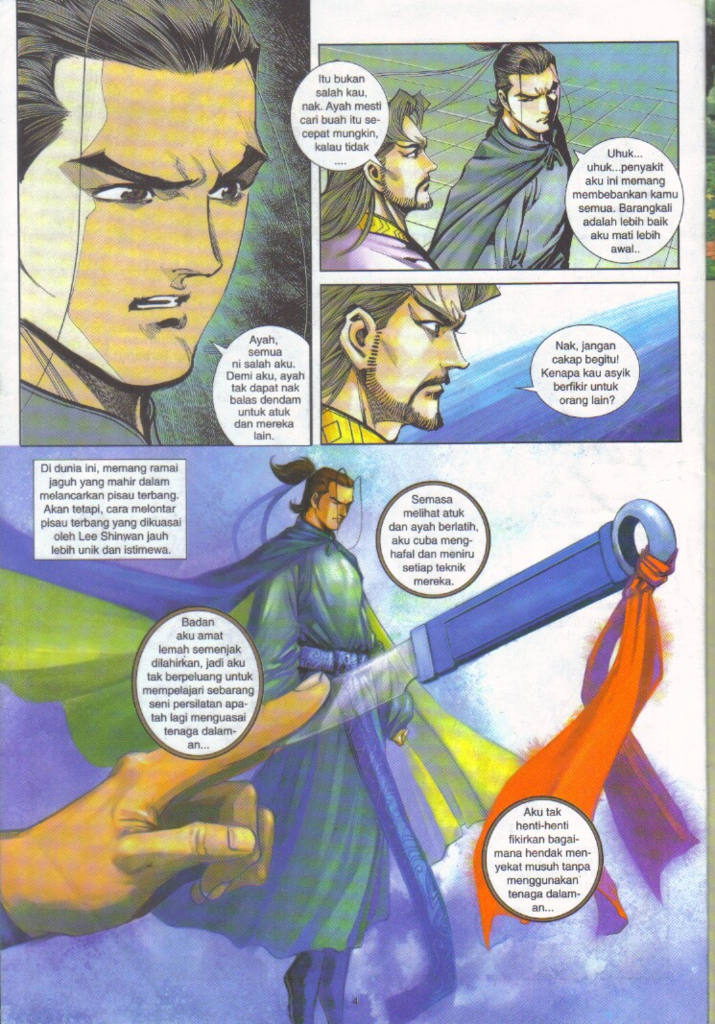 Ayah,
semua
ni salah aku.
Demi aku, ayah
tak dapat nak
balas dendam
untuk atuk
dan mereka
lain.
Itu bukan
salah kau,
nak. Ayah mesti
cari buah itu se-
cepat mungkin,
kalau tidak
....
Uhuk...
uhuk...penyakit
aku ini memang
membebankan kamu
semua. Barangkali
adalah lebih baik
aku mati lebih
awal..
Nak, jangan
cakap begitu!
Kenapa kau asyik
berfikir untuk
orang lain?
Di dunia ini, memang ramai
jaguh yang mahir dalam
melancarkan pisau terbang.
Akan tetapi, cara melontar
pisau terbang yang dikuasai
oleh Lee Shinwan jauh
lebih unik dan istimewa.
Semasa
melihat atuk
dan ayah berlatih,
aku cuba meng-
hafal dan meniru
setiap teknik
mereka.
Badan
aku amat
lemah semenjak
dilahirkan, jadi aku
tak berpeluang untuk
mempelajari sebarang
seni persilatan apa-
tah lagi menguasai
tenaga dalam-
an...
Aku tak
henti-henti
fikirkan bagai-
mana hendak men-
yekat musuh tanpa
menggunakan
tenaga dalam-
an...
4